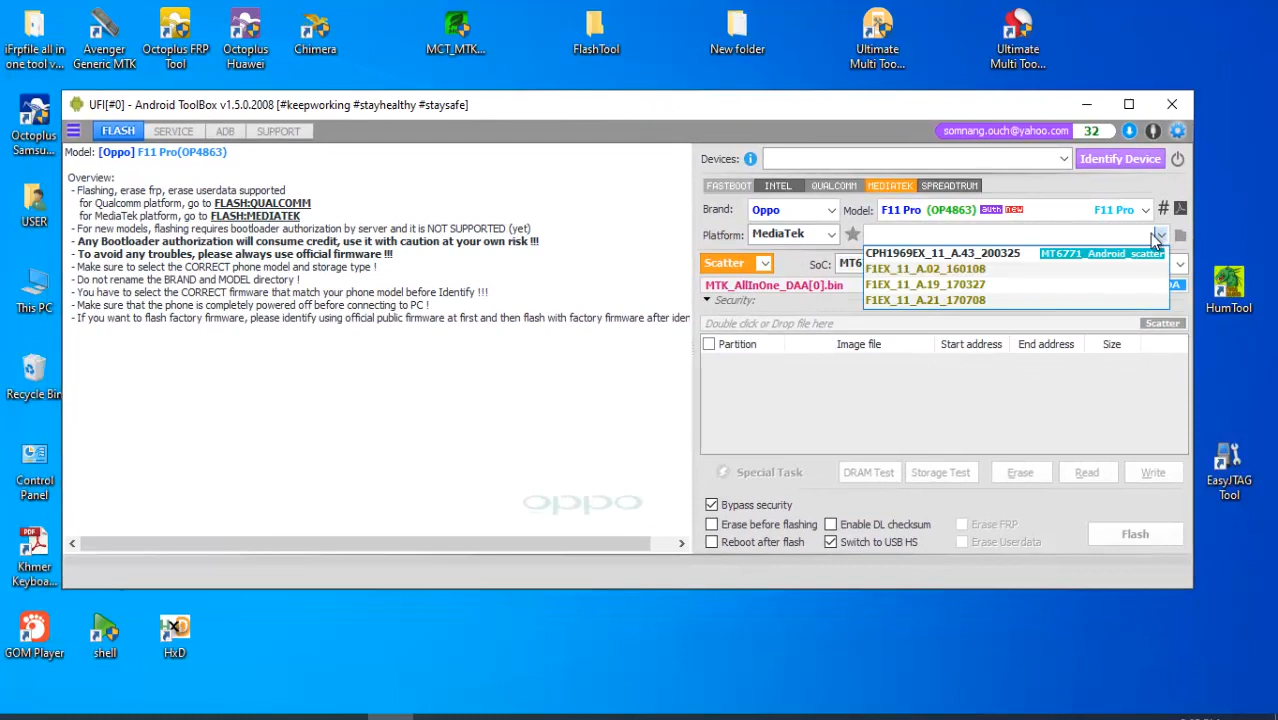 iFrpfile all in
one tool v...
Avenger
Generic MTK
Octoplus FRP
Tool
Octoplus
Huawei
Chimera
MCT_MTK...
FlashTool
New folder
Ultimate
Multi Too...
Ultimate
Multi Too...
Octoplus
Samsu...
USER
This PC
Recycle Bin
Control
Panel
PDF
Khmer
Keyboa...
GOM Player
shell
HxD
HumTool
EasyJTAG
Tool
UFI[#0] - Android ToolBox v1.5.0.2008 [#keepworking #stayhealthy #staysafe]
FLASH SERVICE ADB SUPPORT
somnang.ouch@yahoo.com 32
Model: [Oppo] F11 Pro(OP4863)
Overview:
- Flashing, erase frp, erase userdata supported
for Qualcomm platform, go to FLASH:QUALCOMM
for MediaTek platform, go to FLASH:MEDIATEK
- For new models, flashing requires bootloader authorization by server and it is NOT SUPPORTED (yet)
- Any Bootloader authorization will consume credit, use it with caution at your own risk !!!
- To avoid any troubles, please always use official firmware !!!
- Make sure to select the CORRECT phone model and storage type !
- Do not rename the BRAND and MODEL directory !
- You have to select the CORRECT firmware that match your phone model before Identify !!!
- Make sure that the phone is completely powered off before connecting to PC !
- If you want to flash factory firmware, please identify using official public firmware at first and then flash with factory firmware after iden
oppo
Devices: Identify Device
FASTBOOT INTEL QUALCOMM MEDIATEK SPREADTRUM
Brand: Oppo Model: F11 Pro (OP4863) auth new F11 Pro #
Platform: MediaTek
CPH1969EX_11_A.43_200325 MT6771_Android_scatter
F1EX_11_A.02_160108
F1EX_11_A.19_170327
F1EX_11_A.21_170708
Scatter SoC: MT6
MTK_AllInOne_DAA[0].bin DA
Security:
Double click or Drop file here Scatter
Partition Image file Start address End address Size
Special Task DRAM Test Storage Test Erase Read Write
Bypass security
Erase before flashing Enable DL checksum Erase FRP
Reboot after flash Switch to USB HS Erase Userdata
Flash